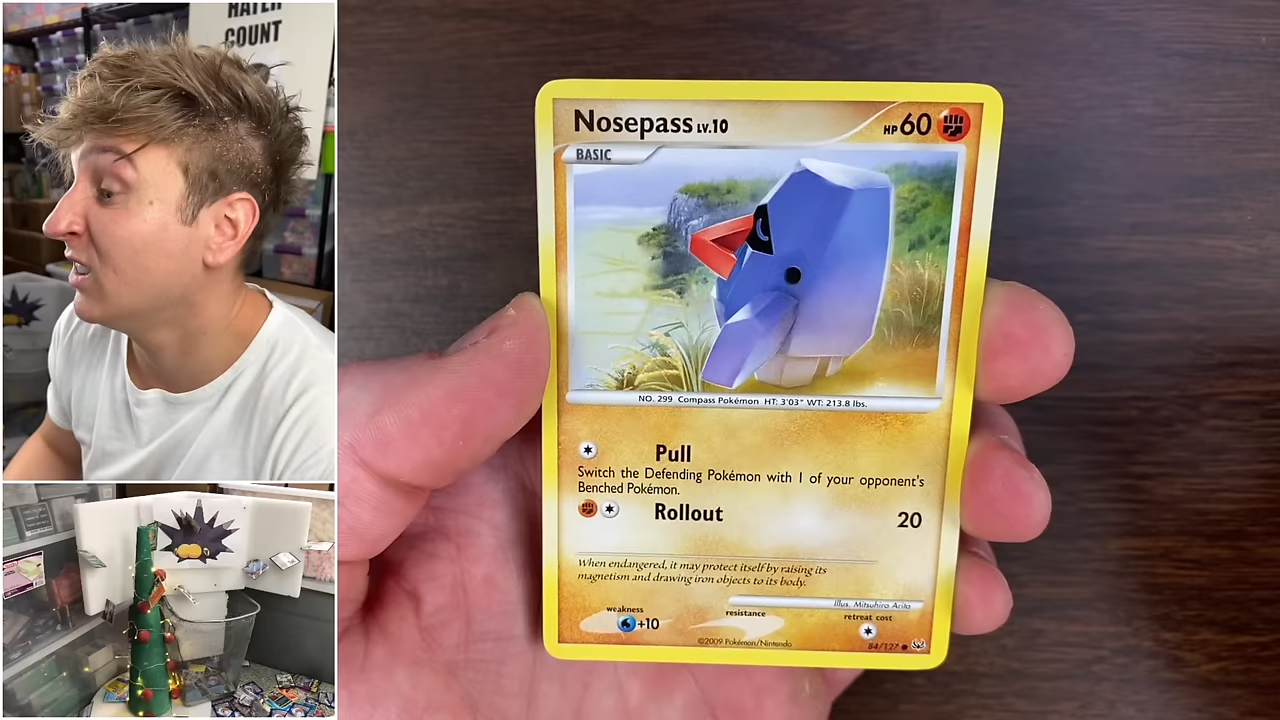 HATER
COUNT
Nosepass LV.10
HP 60
BASIC
NO. 299 Compass Pokémon HT: 3'03" WT: 213.8 lbs.
Pull
Switch the Defending Pokémon with 1 of your opponent's
Benched Pokémon.
Rollout
20
When endangered, it may protect itself by raising its
magnetism and drawing iron objects to its body.
Illus. Mitsuhiro Arita
weakness
+10
resistance
retreat cost
©2009 Pokémon/Nintendo
84/127